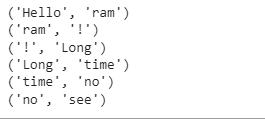 ('Hello', 'ram')
('ram', '!')
('!', 'Long')
('Long', 'time')
('time', 'no')
('no', 'see')